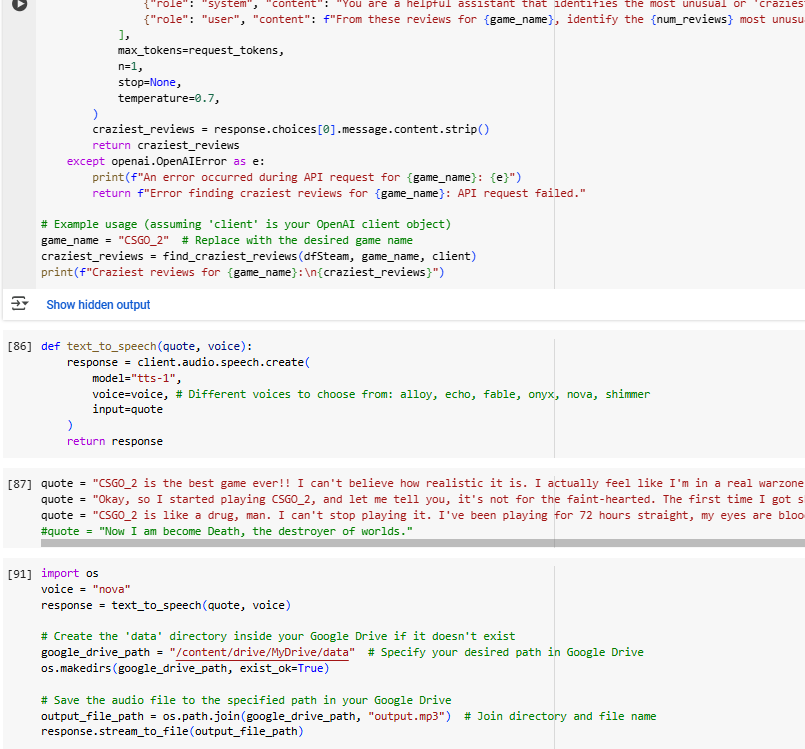 {"role": "system", "content": "You are a helpful assistant that identifies the most unusual or 'crazies
{"role": "user", "content": f"From these reviews for {game_name}, identify the {num_reviews} most unusu
],
max_tokens=request_tokens,
n=1,
stop=None,
temperature=0.7,
)
craziest_reviews = response.choices[0].message.content.strip()
return craziest_reviews
except openai.OpenAIError as e:
print(f"An error occurred during API request for {game_name}: {e}")
return f"Error finding craziest reviews for {game_name}: API request failed."
# Example usage (assuming 'client' is your OpenAI client object)
game_name = "CSGO_2"  # Replace with the desired game name
craziest_reviews = find_craziest_reviews(dfSteam, game_name, client)
print(f"Craziest reviews for {game_name}:\n{craziest_reviews}")
Show hidden output
[86] def text_to_speech(quote, voice):
response = client.audio.speech.create(
model="tts-1",
voice=voice, # Different voices to choose from: alloy, echo, fable, onyx, nova, shimmer
input=quote
)
return response
[87] quote = "CSGO_2 is the best game ever!! I can't believe how realistic it is. I actually feel like I'm in a real warzone
quote = "Okay, so I started playing CSGO_2, and let me tell you, it's not for the faint-hearted. The first time I got s
quote = "CSGO_2 is like a drug, man. I can't stop playing it. I've been playing for 72 hours straight, my eyes are bloo
#quote = "Now I am become Death, the destroyer of worlds."
[91] import os
voice = "nova"
response = text_to_speech(quote, voice)
# Create the 'data' directory inside your Google Drive if it doesn't exist
google_drive_path = "/content/drive/MyDrive/data"  # Specify your desired path in Google Drive
os.makedirs(google_drive_path, exist_ok=True)
# Save the audio file to the specified path in your Google Drive
output_file_path = os.path.join(google_drive_path, "output.mp3")  # Join directory and file name
response.stream_to_file(output_file_path)